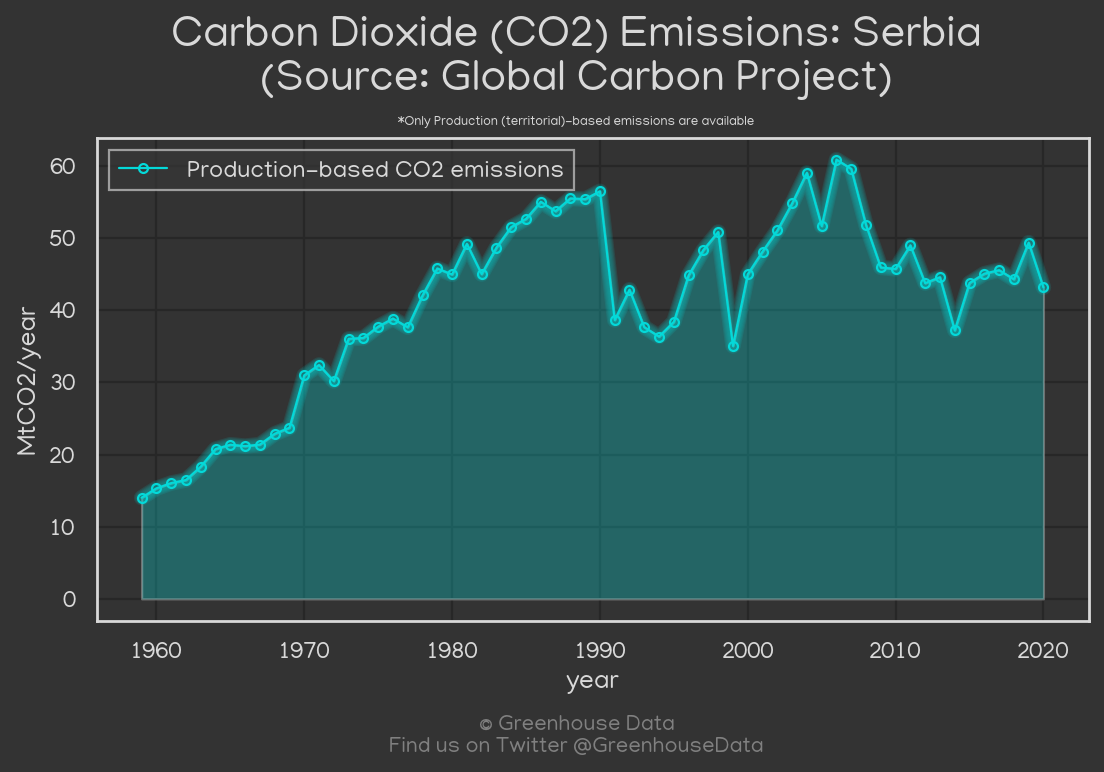 Carbon Dioxide (CO2) Emissions: Serbia
(Source: Global Carbon Project)
*Only Production (territorial)-based emissions are available
Production-based CO2 emissions
MtCO2/year
60
50
40
30
20
10
0
1960 1970 1980 1990 2000 2010 2020
year
© Greenhouse Data
Find us on Twitter @GreenhouseData